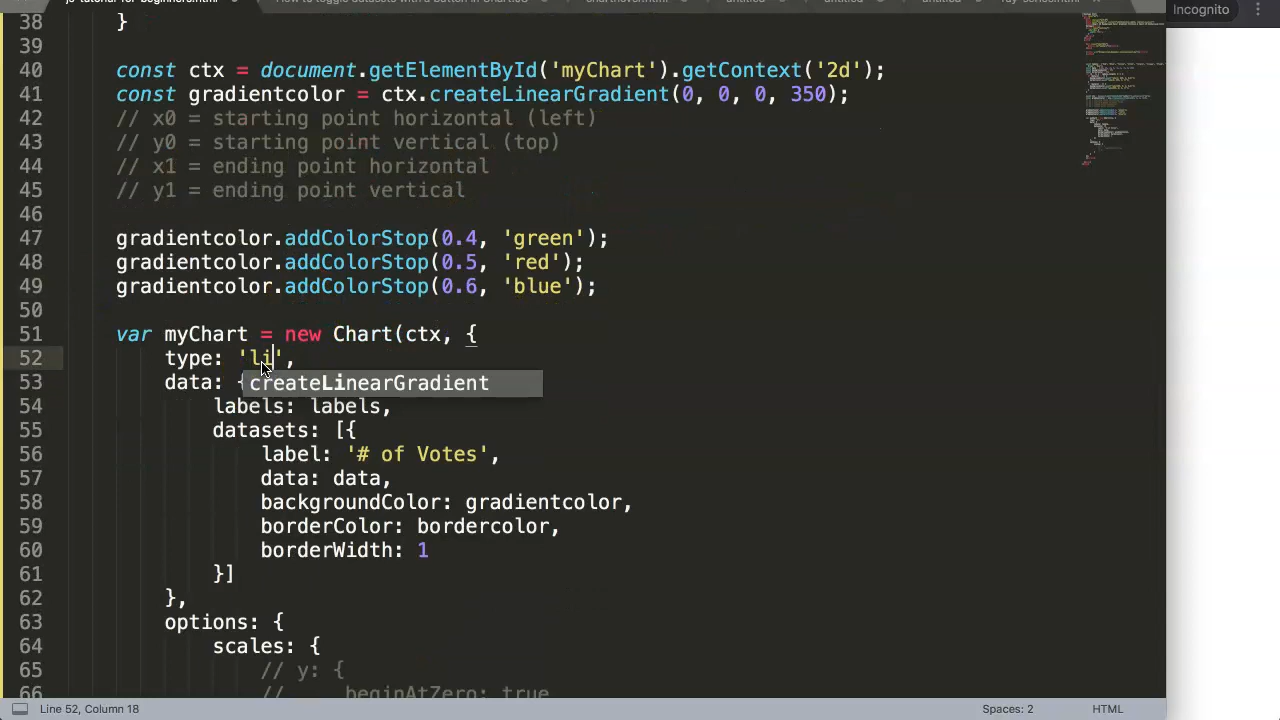 Incognito
38 }
39
40 const ctx = document.getElementById('myChart').getContext('2d');
41 const gradientcolor = ctx.createLinearGradient(0, 0, 0, 350);
42 // x0 = starting point horizontal (left)
43 // y0 = starting point vertical (top)
44 // x1 = ending point horizontal
45 // y1 = ending point vertical
46
47 gradientcolor.addColorStop(0.4, 'green');
48 gradientcolor.addColorStop(0.5, 'red');
49 gradientcolor.addColorStop(0.6, 'blue');
50
51 var myChart = new Chart(ctx, {
52 type: 'li',
53 data: {
createLinearGradient
54 labels: labels,
55 datasets: [{
56 label: '# of Votes',
57 data: data,
58 backgroundColor: gradientcolor,
59 borderColor: bordercolor,
60 borderWidth: 1
61 }]
62 },
63 options: {
64 scales: {
65 // y: {
66 // beginAtZero: true
Line 52, Column 18
Spaces: 2
HTML